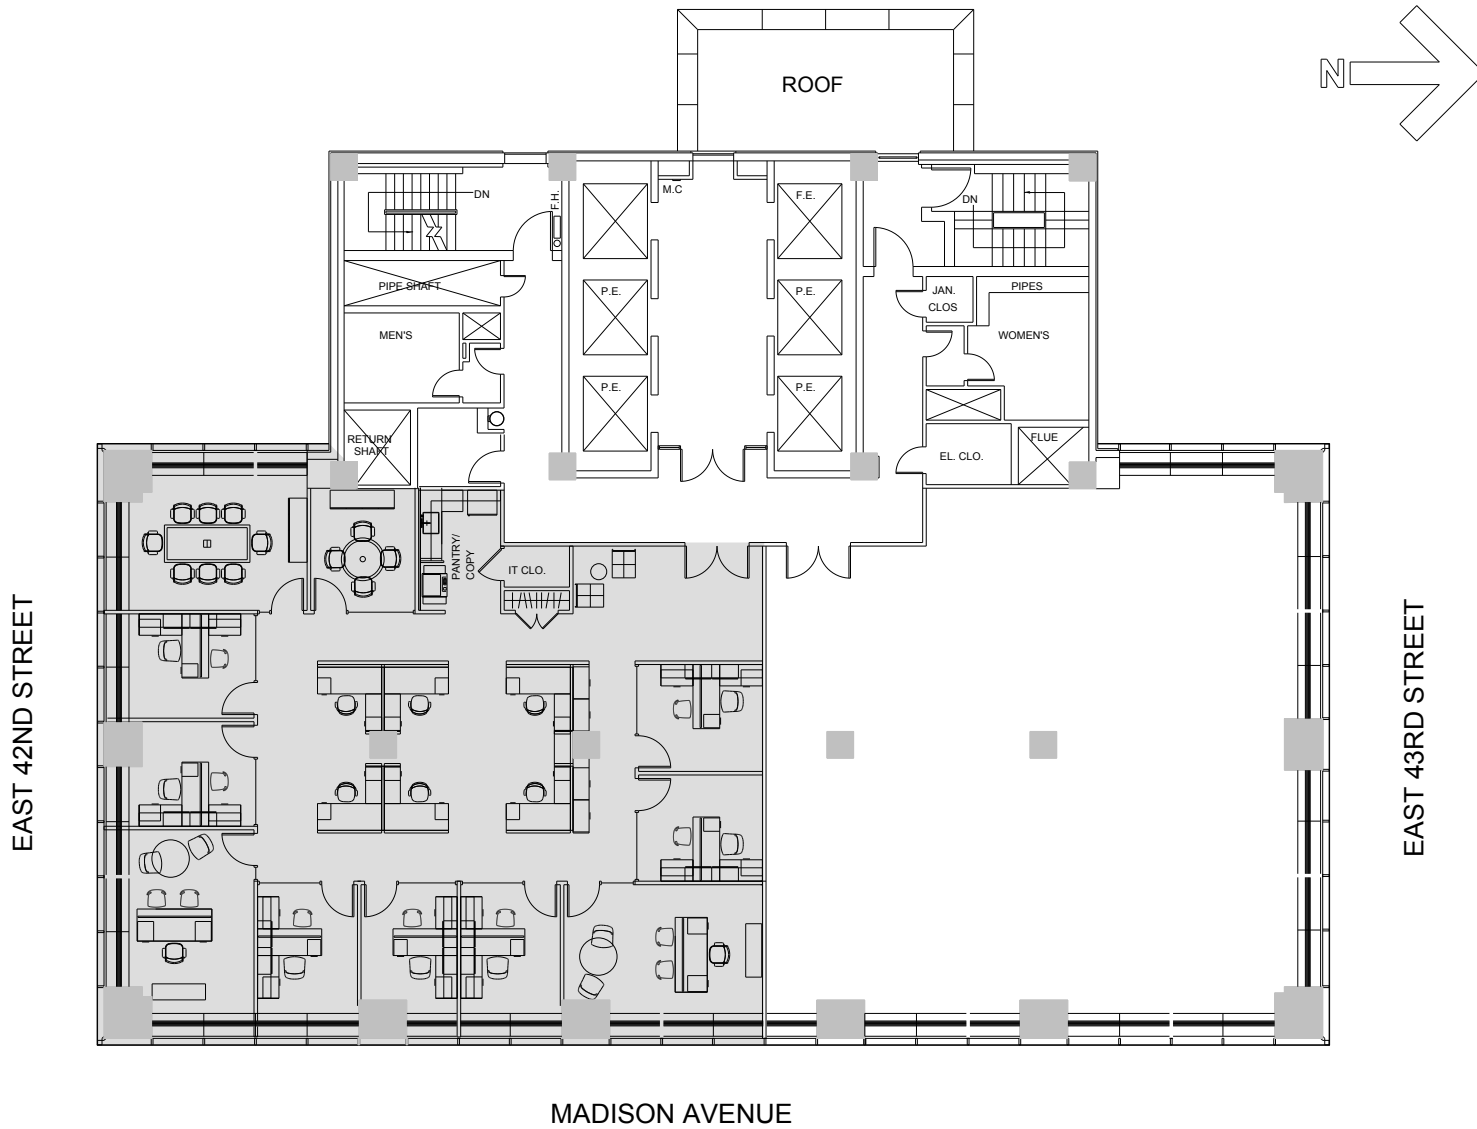 N
ROOF
M.C
F.E.
DN
F.H.
DN
PIPE SHAFT
P.E.
P.E.
JAN.
CLOS
PIPES
MEN'S
WOMEN'S
P.E.
P.E.
RETURN
SHAFT
EL. CLO.
FLUE
PANTRY/
COPY
IT CLO.
EAST 42ND STREET
EAST 43RD STREET
MADISON AVENUE